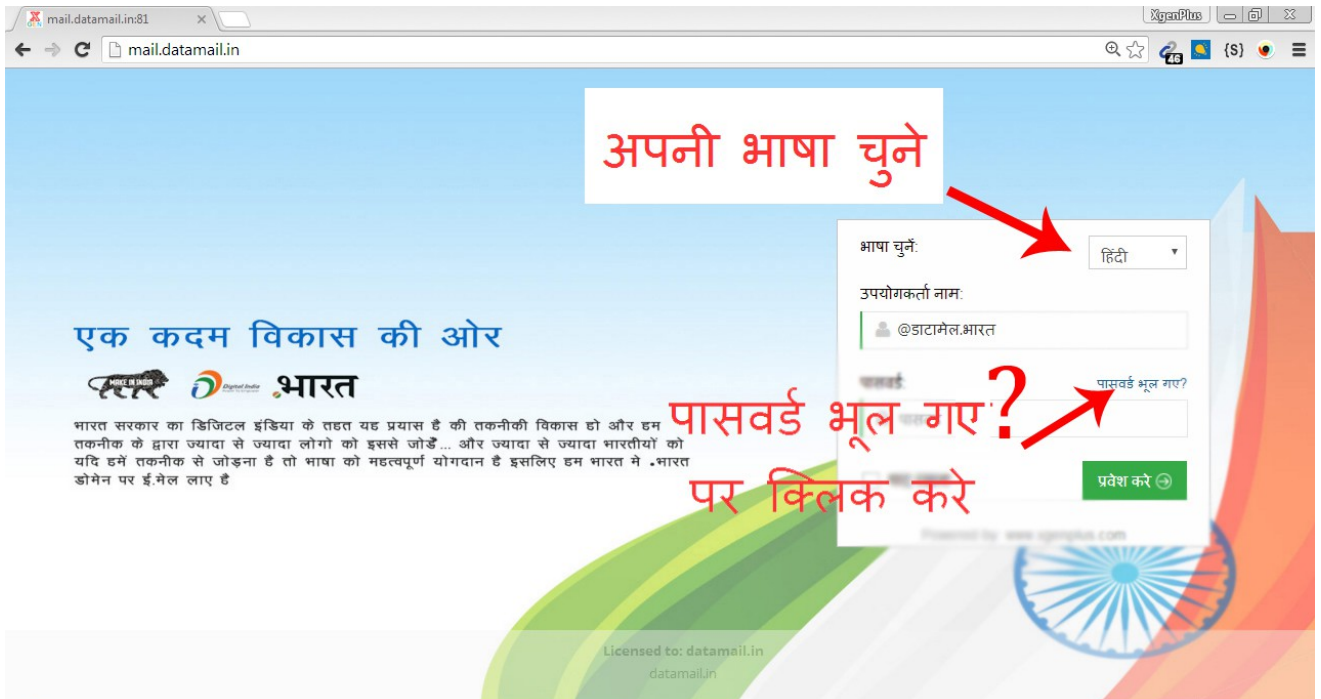 mail.datamail.in:81
XgenPlus
mail.datamail.in
46
{S}
अपनी भाषा चुने
भाषा चुनें:
हिंदी
उपयोगकर्ता नाम:
@डाटामेल.भारत
एक कदम विकास की ओर
MAKE IN INDIA
Digital India
.भारत
पासवर्ड:
पासवर्ड भूल गए?
भारत सरकार का डिजिटल इंडिया के तहत यह प्रयास है की तकनीकी विकास हो और हम
तकनीक के द्वारा ज्यादा से ज्यादा लोगो को इससे जोडेँ... और ज्यादा से ज्यादा भारतीयों को
यदि हमें तकनीक से जोड़ना है तो भाषा को महत्वपूर्ण योगदान है इसलिए हम भारत मे .भारत
डोमेन पर ई.मेल लाए है
पासवर्ड भूल गए?
पर क्लिक करे
प्रवेश करे
Powered by www.xgenplus.com
Licensed to: datamail.in
datamail.in